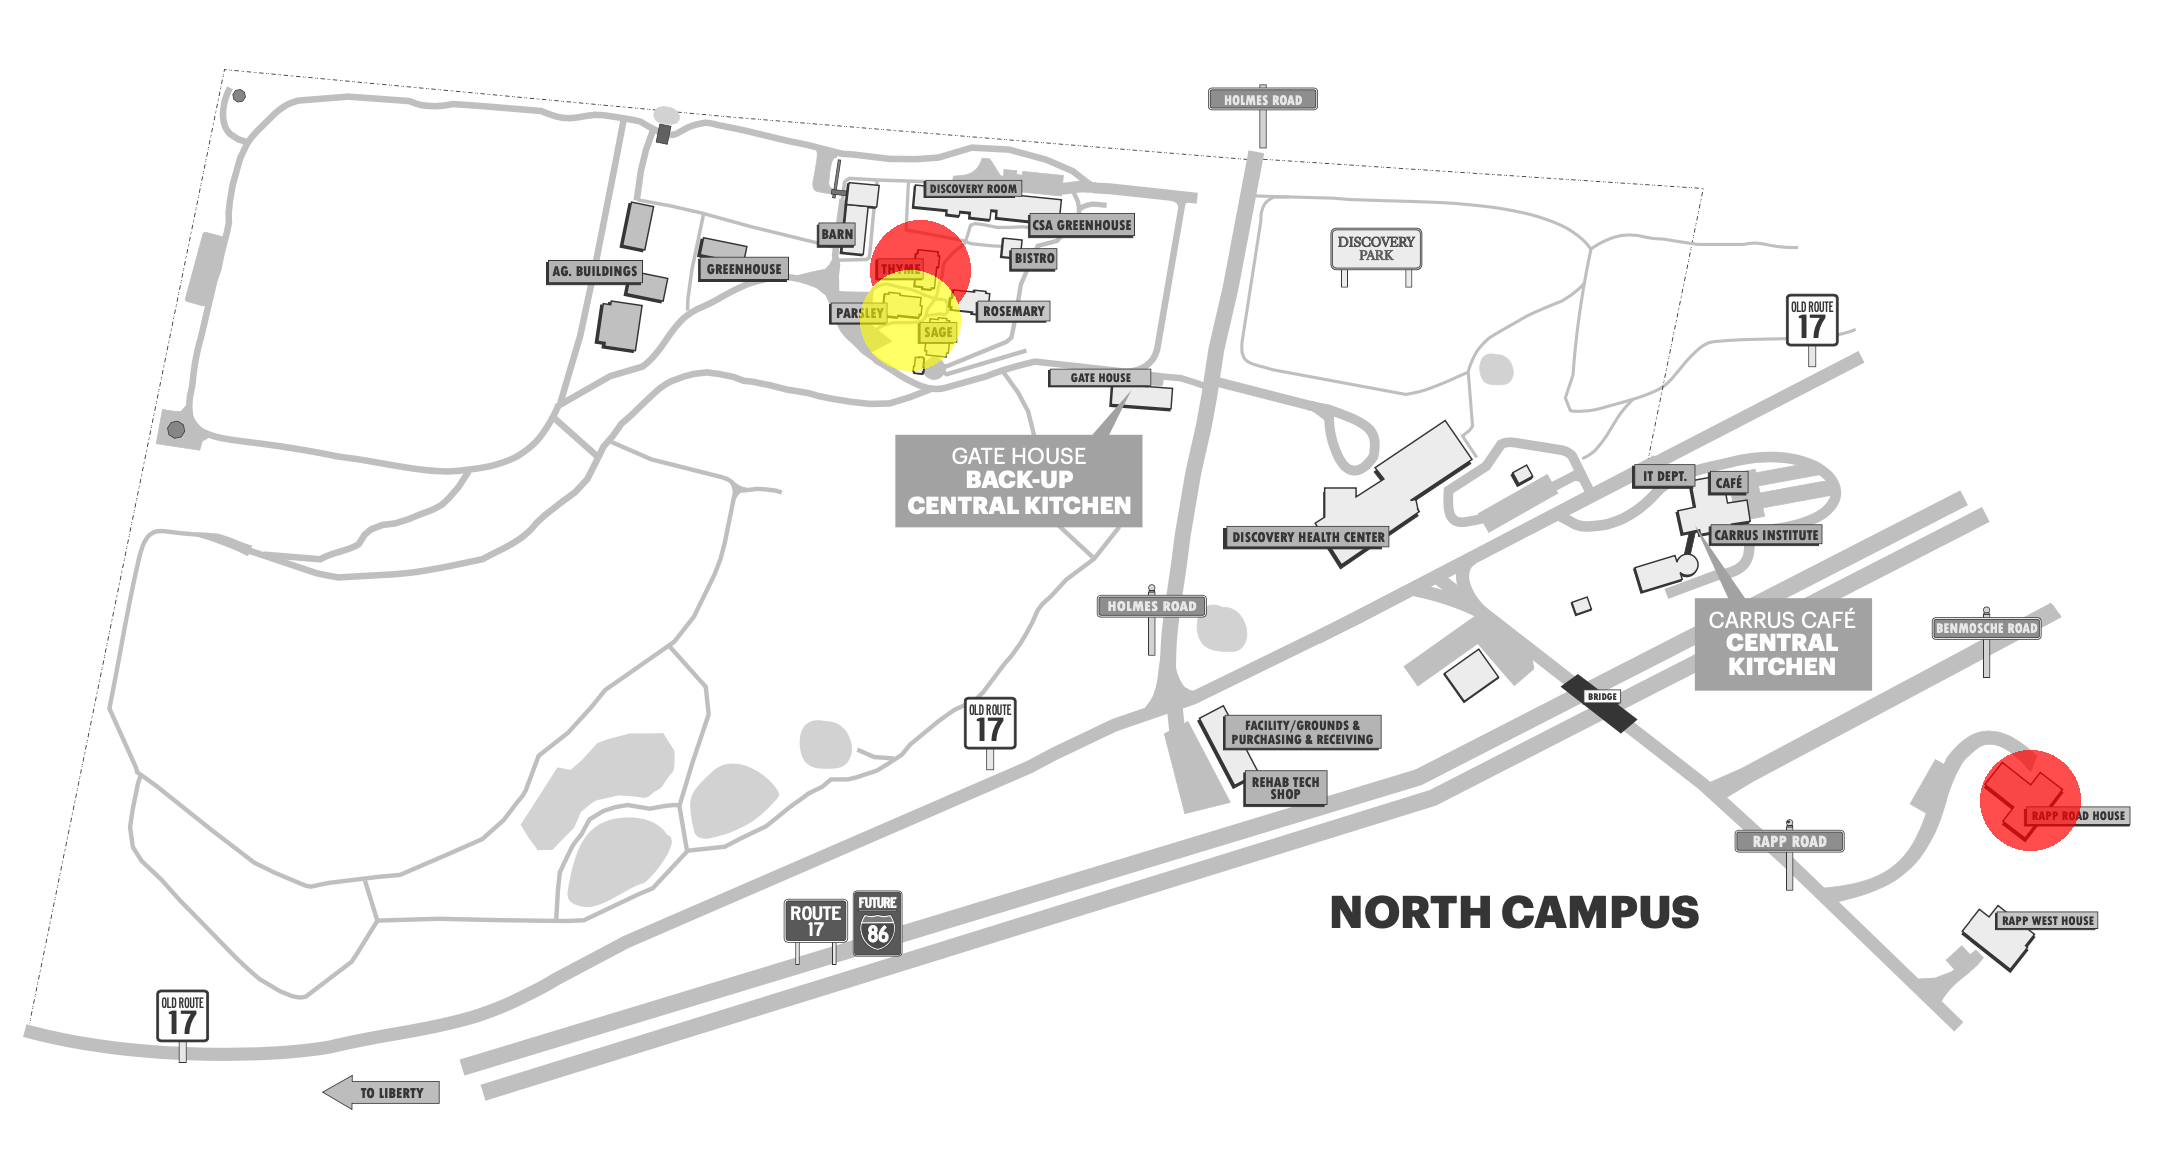 HOLMES ROAD
DISCOVERY ROOM
CSA GREENHOUSE
BARN
BISTRO
DISCOVERY
PARK
AG. BUILDINGS
GREENHOUSE
THYME
PARSLEY
ROSEMARY
SAGE
OLD ROUTE
17
GATE HOUSE
GATE HOUSE
BACK-UP
CENTRAL KITCHEN
IT DEPT.
CAFÉ
DISCOVERY HEALTH CENTER
CARRUS INSTITUTE
HOLMES ROAD
CARRUS CAFÉ
CENTRAL
KITCHEN
BENMOSCHE ROAD
BRIDGE
OLD ROUTE
17
FACILITY/GROUNDS &
PURCHASING & RECEIVING
REHAB TECH
SHOP
RAPP ROAD HOUSE
RAPP ROAD
ROUTE
17
FUTURE
86
NORTH CAMPUS
RAPP WEST HOUSE
OLD ROUTE
17
TO LIBERTY